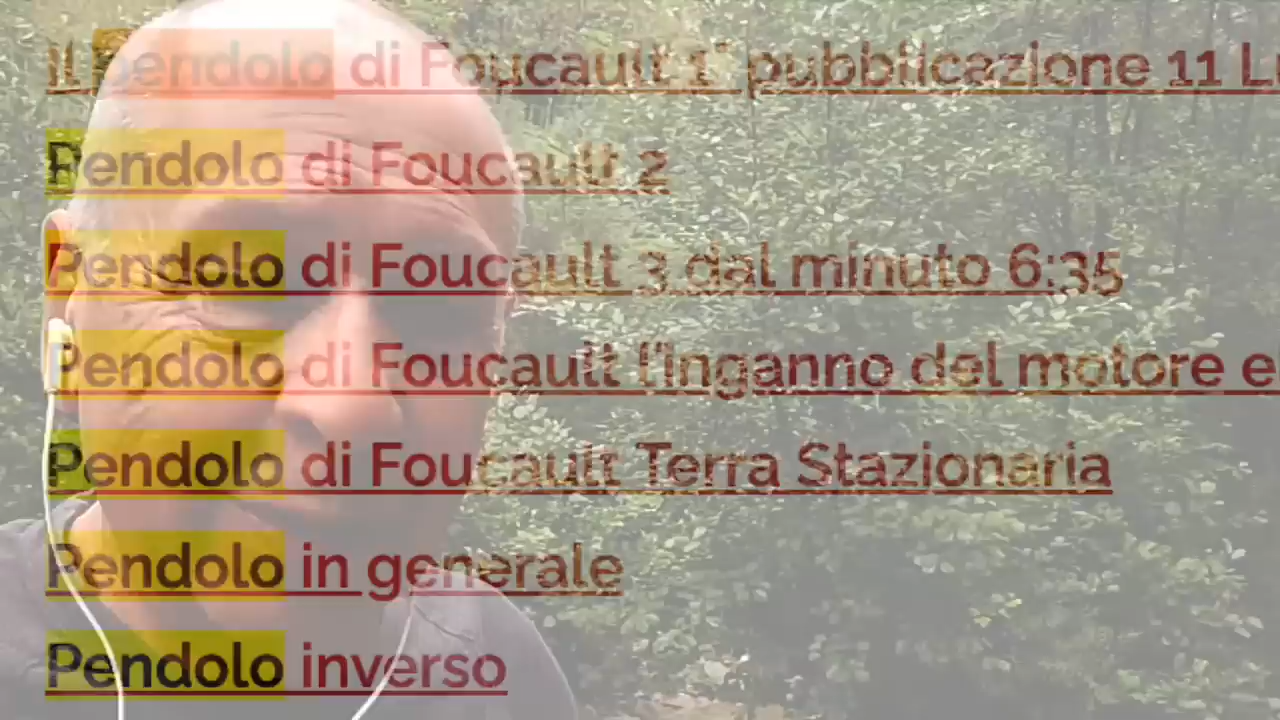 il pendolo di Foucault 1° pubblicazione 11 L
Pendolo di Foucault 2
Pendolo di Foucault 3 dal minuto 6:35
Pendolo di Foucault l'inganno del motore e
Pendolo di Foucault Terra Stazionaria
Pendolo in generale
Pendolo inverso